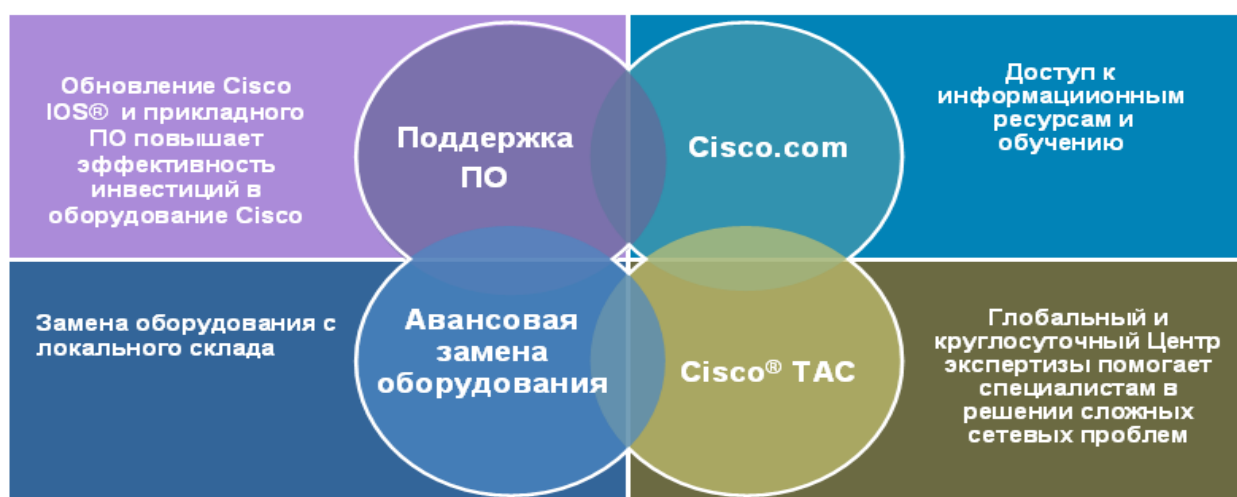 Обновление Cisco
IOS® и прикладного
ПО повышает
эффективность
инвестиций в
оборудование Cisco
Поддержка
ПО
Cisco.com
Доступ к
информациионным
ресурсам и
обучению
Замена оборудования с
локального склада
Авансовая
замена
оборудования
Cisco® TAC
Глобальный и
круглосуточный Центр
экспертизы помогает
специалистам в
решении сложных
сетевых проблем